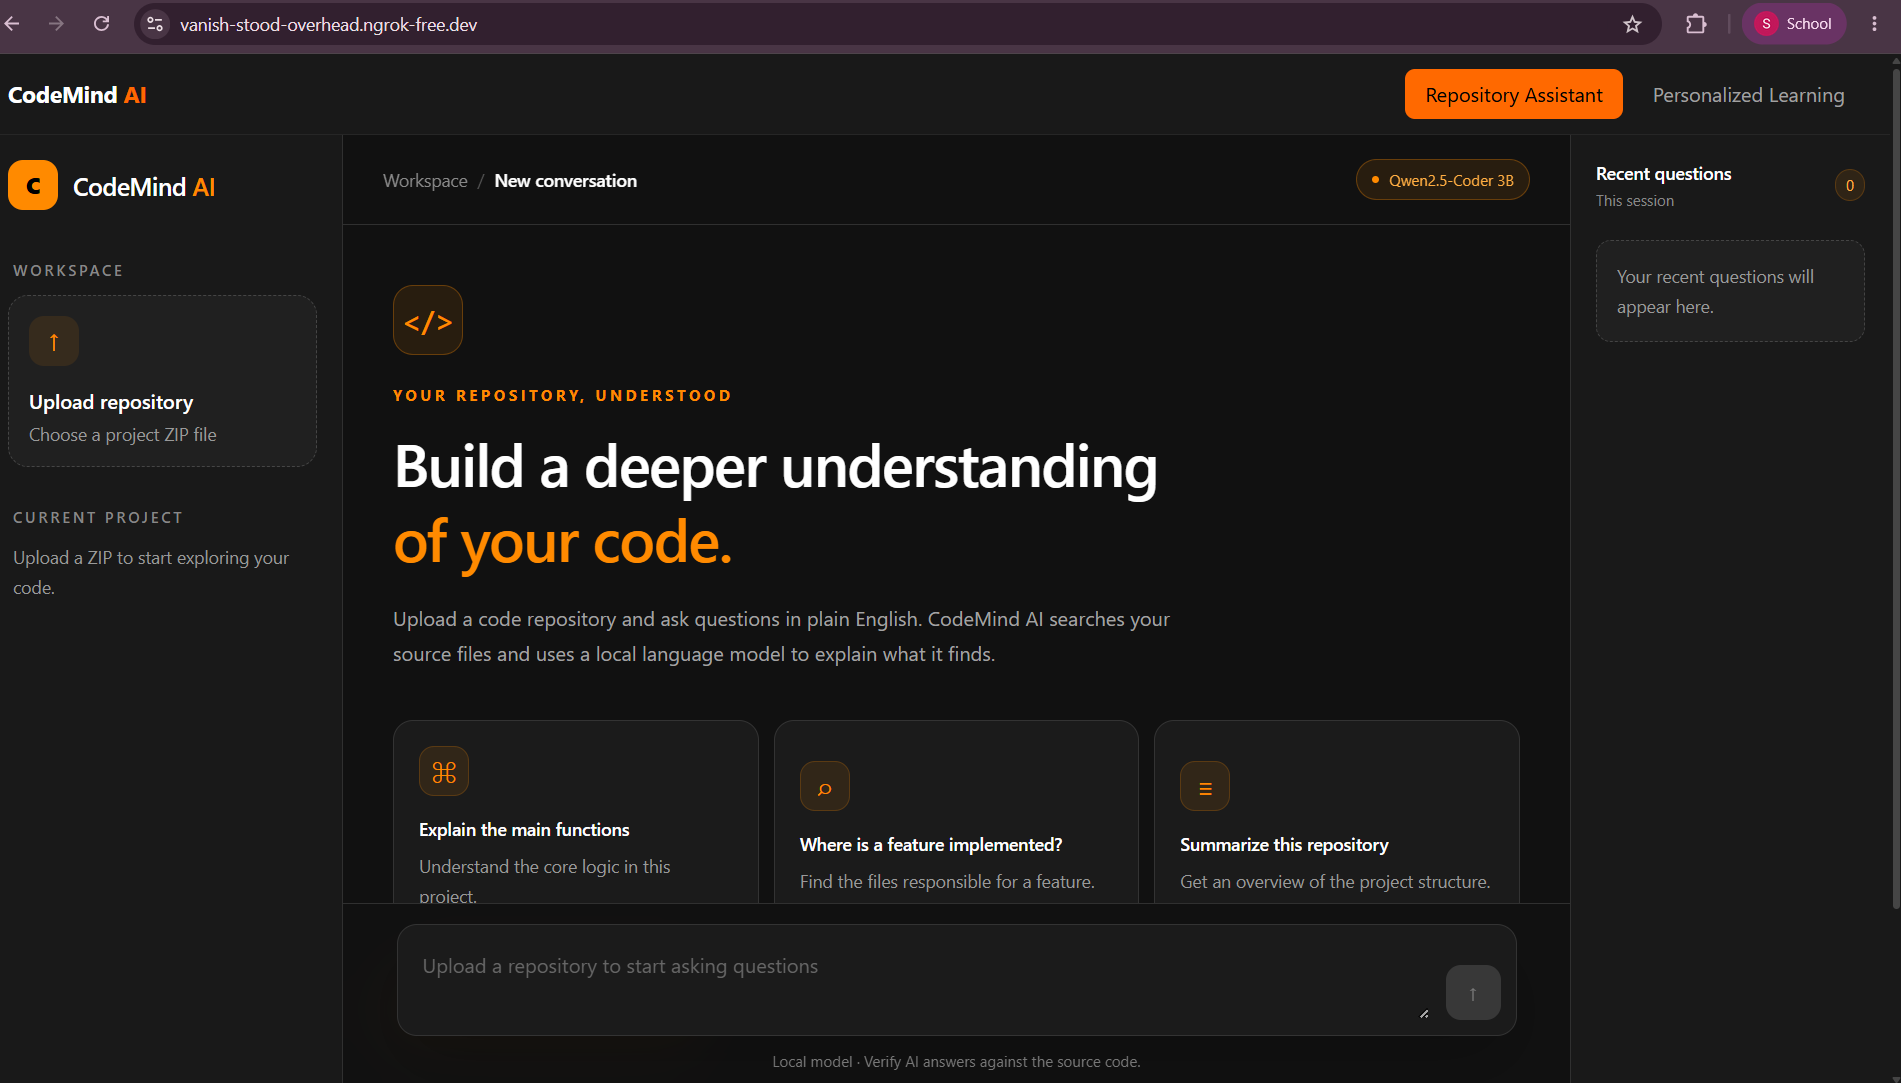 vanish-stood-overhead.ngrok-free.dev
S School
CodeMind AI
Repository Assistant
Personalized Learning
C CodeMind AI
WORKSPACE
↑
Upload repository
Choose a project ZIP file
CURRENT PROJECT
Upload a ZIP to start exploring your
code.
Workspace / New conversation
Qwen2.5-Coder 3B
</>
YOUR REPOSITORY, UNDERSTOOD
Build a deeper understanding
of your code.
Upload a code repository and ask questions in plain English. CodeMind AI searches your
source files and uses a local language model to explain what it finds.
⌘
Explain the main functions
Understand the core logic in this
project.
Where is a feature implemented?
Find the files responsible for a feature.
Summarize this repository
Get an overview of the project structure.
Upload a repository to start asking questions
↑
Local model · Verify AI answers against the source code.
Recent questions
This session
0
Your recent questions will
appear here.